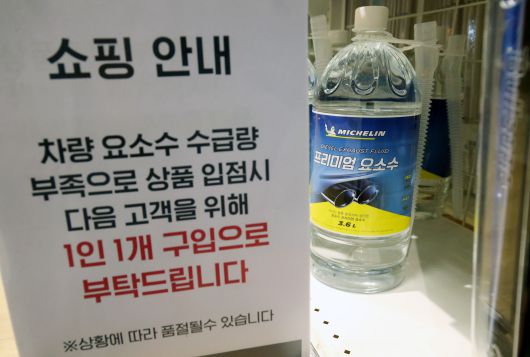 쇼핑 안내
차량 요소수 수급량
부족으로 상품 입점시
다음 고객을 위해
1인 1개 구입으로
부탁드립니다
※상황에 따라 품절될수 있습니다
MICHELIN
DIESEL EXHAUST FLUID
프리미엄 요소수
3.6L